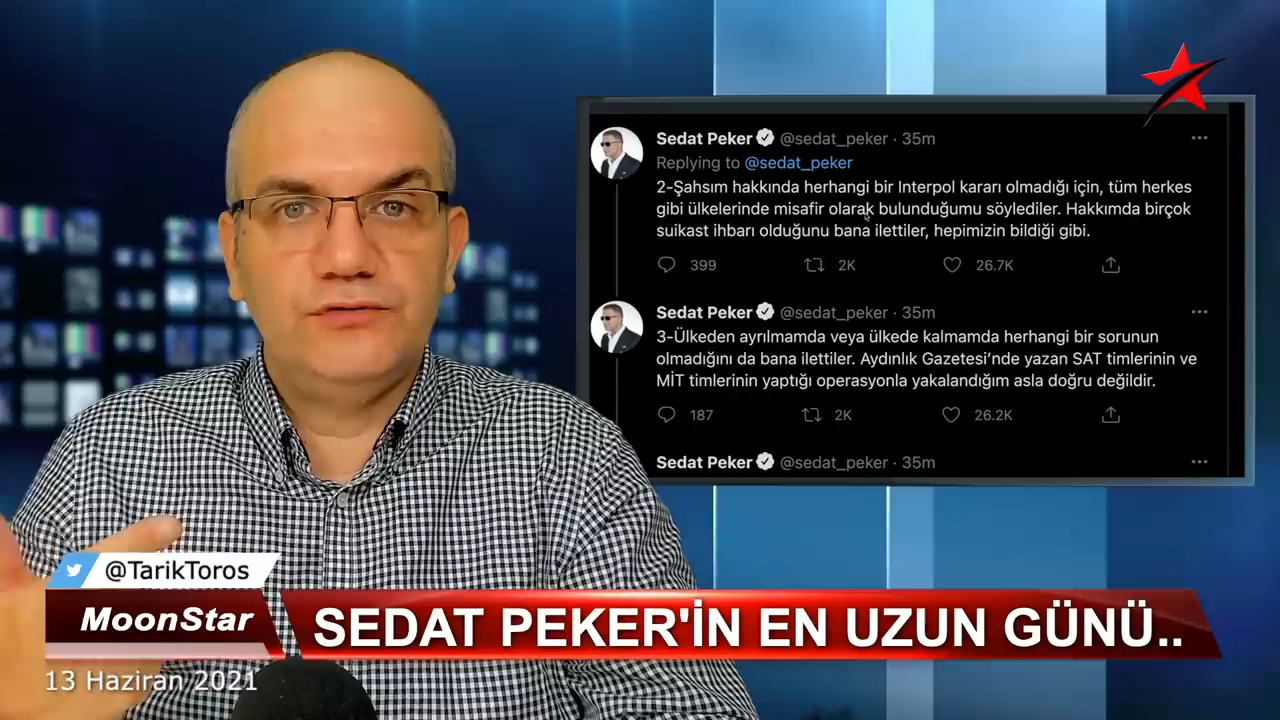 Sedat Peker @sedat_peker · 35m
Replying to @sedat_peker
2-Şahsım hakkında herhangi bir Interpol kararı olmadığı için, tüm herkes
gibi ülkelerinde misafir olarak bulunduğumu söylediler. Hakkımda birçok
suikast ihbarı olduğunu bana ilettiler, hepimizin bildiği gibi.
399 2K 26.7K
Sedat Peker @sedat_peker · 35m
3-Ülkeden ayrılmamda veya ülkede kalmamda herhangi bir sorunun
olmadığını da bana ilettiler. Aydınlık Gazetesi’nde yazan SAT timlerinin ve
MİT timlerinin yaptığı operasyonla yakalandığım asla doğru değildir.
187 2K 26.2K
Sedat Peker @sedat_peker · 35m
@TarikToros
MoonStar
SEDAT PEKER'İN EN UZUN GÜNÜ..
13 Haziran 2021